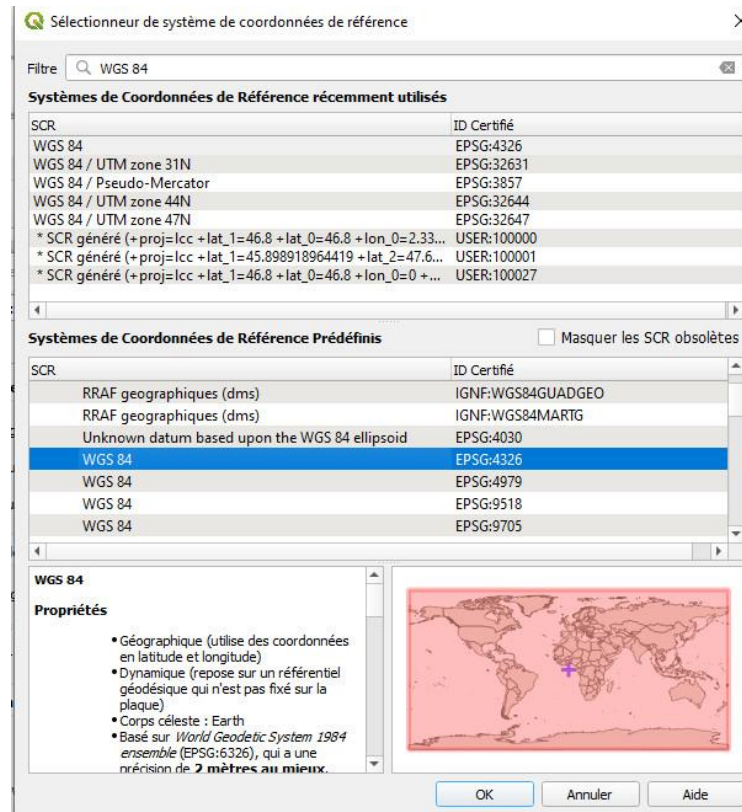 Sélectionneur de système de coordonnées de référence
Filtre WGS 84
Systèmes de Coordonnées de Référence récemment utilisés
SCR ID Certifié
WGS 84 EPSG:4326
WGS 84 / UTM zone 31N EPSG:32631
WGS 84 / Pseudo-Mercator EPSG:3857
WGS 84 / UTM zone 44N EPSG:32644
WGS 84 / UTM zone 47N EPSG:32647
* SCR généré (+proj=lcc +lat_1=46.8 +lat_0=46.8 +lon_0=2.33... USER:100000
* SCR généré (+proj=lcc +lat_1=45.898918964419 +lat_2=47.6... USER:100001
* SCR généré (+proj=lcc +lat_1=46.8 +lat_0=46.8 +lon_0=0 +... USER:100027
Systèmes de Coordonnées de Référence Prédéfinis Masquer les SCR obsolètes
SCR ID Certifié
RRAF geographiques (dms) IGNF:WGS84GUADGEO
RRAF geographiques (dms) IGNF:WGS84MARTG
Unknown datum based upon the WGS 84 ellipsoid EPSG:4030
WGS 84 EPSG:4326
WGS 84 EPSG:4979
WGS 84 EPSG:9518
WGS 84 EPSG:9705
WGS 84
Propriétés
• Géographique (utilise des coordonnées
en latitude et longitude)
• Dynamique (repose sur un référentiel
géodésique qui n'est pas fixé sur la
plaque)
• Corps céleste : Earth
• Basé sur World Geodetic System 1984
ensemble (EPSG:6326), qui a une
précision de 2 mètres au mieux.
OK Annuler Aide